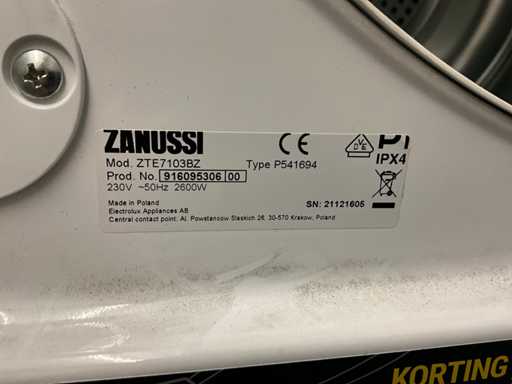 ZANUSSI
Mod. ZTE7103BZ
Type P541694
Prod. No. 916095306 00
230V ~50Hz 2600W
IPX4
Made in Poland
Electrolux Appliances AB
Central contact point: Al. Powstancow Slaskich 26, 30-570 Krakow, Poland
SN: 21121605
KORTING